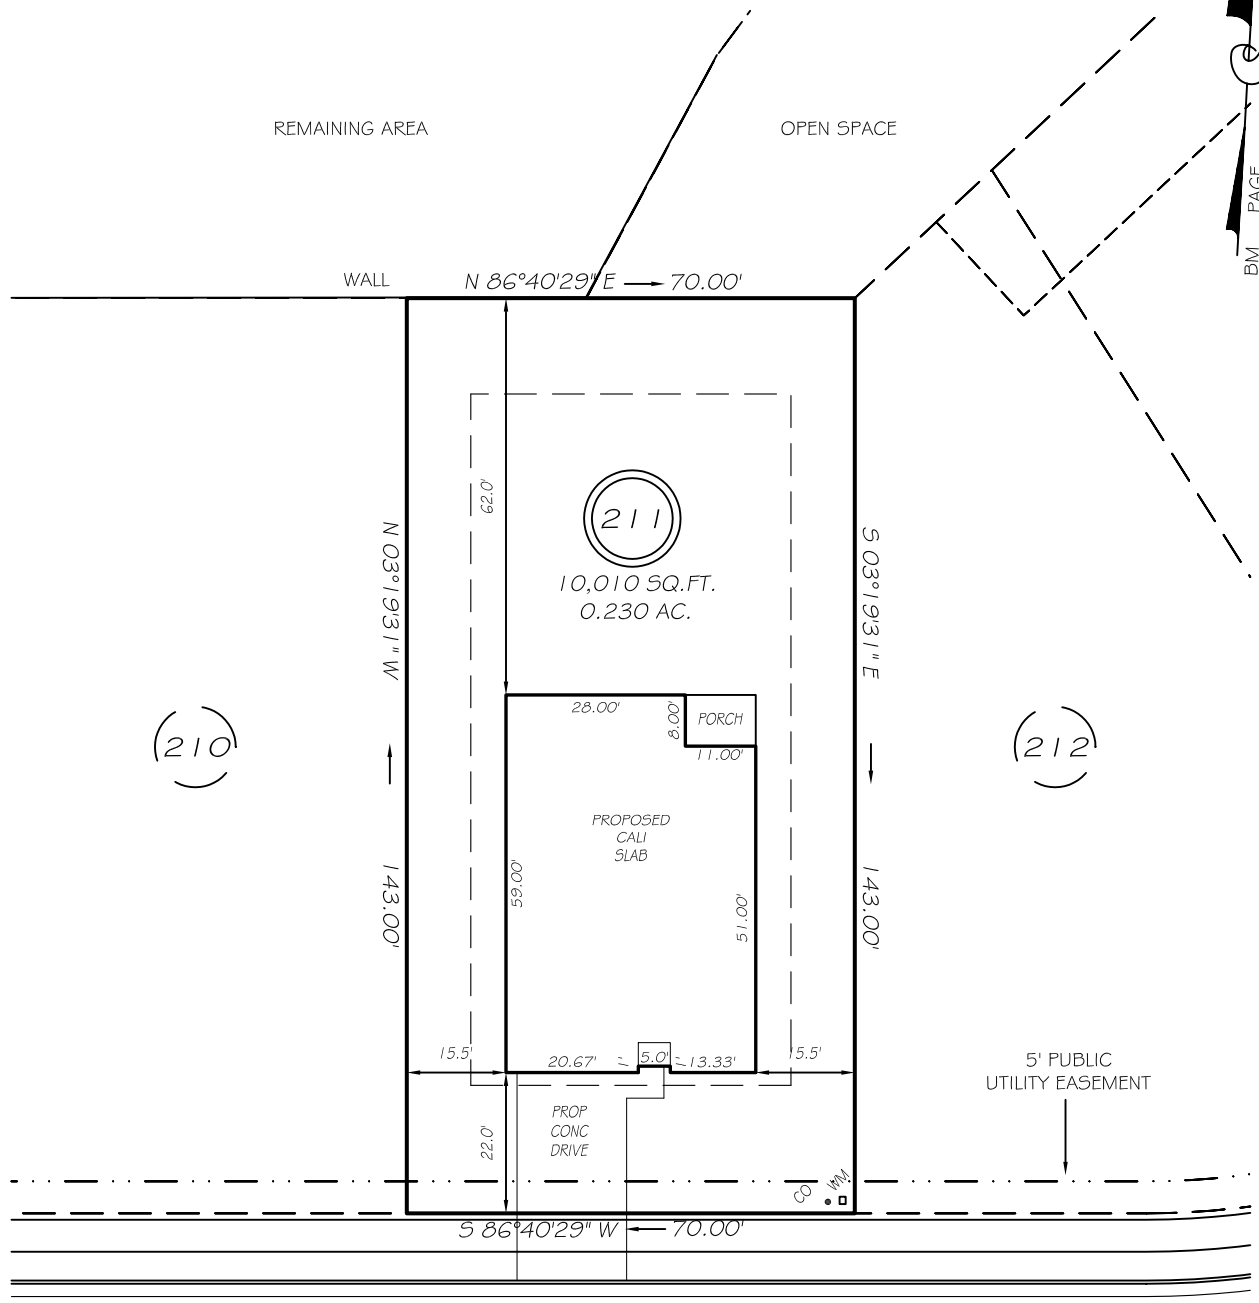 REMAINING AREA
OPEN SPACE
BM PAGE
WALL
N 86°40'29" E
70.00'
62.0'
211
10,010 SQ.FT.
0.230 AC.
N 03°19'31" W
S 03°19'31" E
28.00'
8.00'
PORCH
11.00'
210
212
PROPOSED
CALI
SLAB
59.00'
51.00'
143.00'
143.00'
15.5'
20.67'
5.0'
13.33'
15.5'
5' PUBLIC
UTILITY EASEMENT
22.0'
PROP
CONC
DRIVE
CO
WM
S 86°40'29" W
70.00'